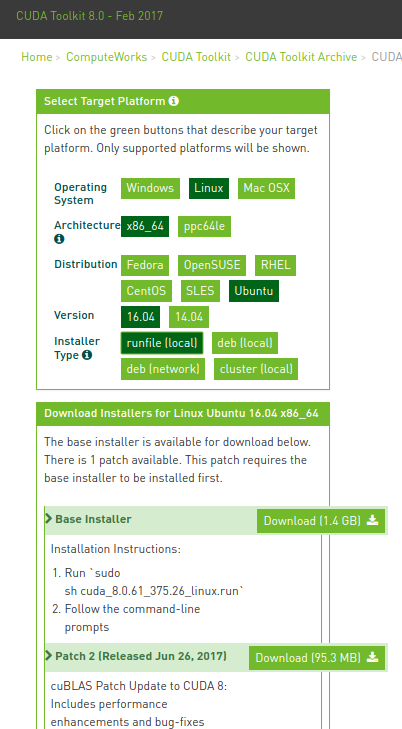 CUDA Toolkit 8.0 - Feb 2017
Home > ComputeWorks > CUDA Toolkit > CUDA Toolkit Archive > CUDA
Select Target Platform
Click on the green buttons that describe your target
platform. Only supported platforms will be shown.
Operating System Windows Linux Mac OSX
Architecture x86_64 ppc64le
Distribution Fedora OpenSUSE RHEL
CentOS SLES Ubuntu
Version 16.04 14.04
Installer Type runfile (local) deb (local)
deb (network) cluster (local)
Download Installers for Linux Ubuntu 16.04 x86_64
The base installer is available for download below.
There is 1 patch available. This patch requires the
base installer to be installed first.
Base Installer Download (1.4 GB)
Installation Instructions:
1. Run `sudo
sh cuda_8.0.61_375.26_linux.run`
2. Follow the command-line
prompts
Patch 2 (Released Jun 26, 2017) Download (95.3 MB)
cuBLAS Patch Update to CUDA 8:
Includes performance
enhancements and bug-fixes